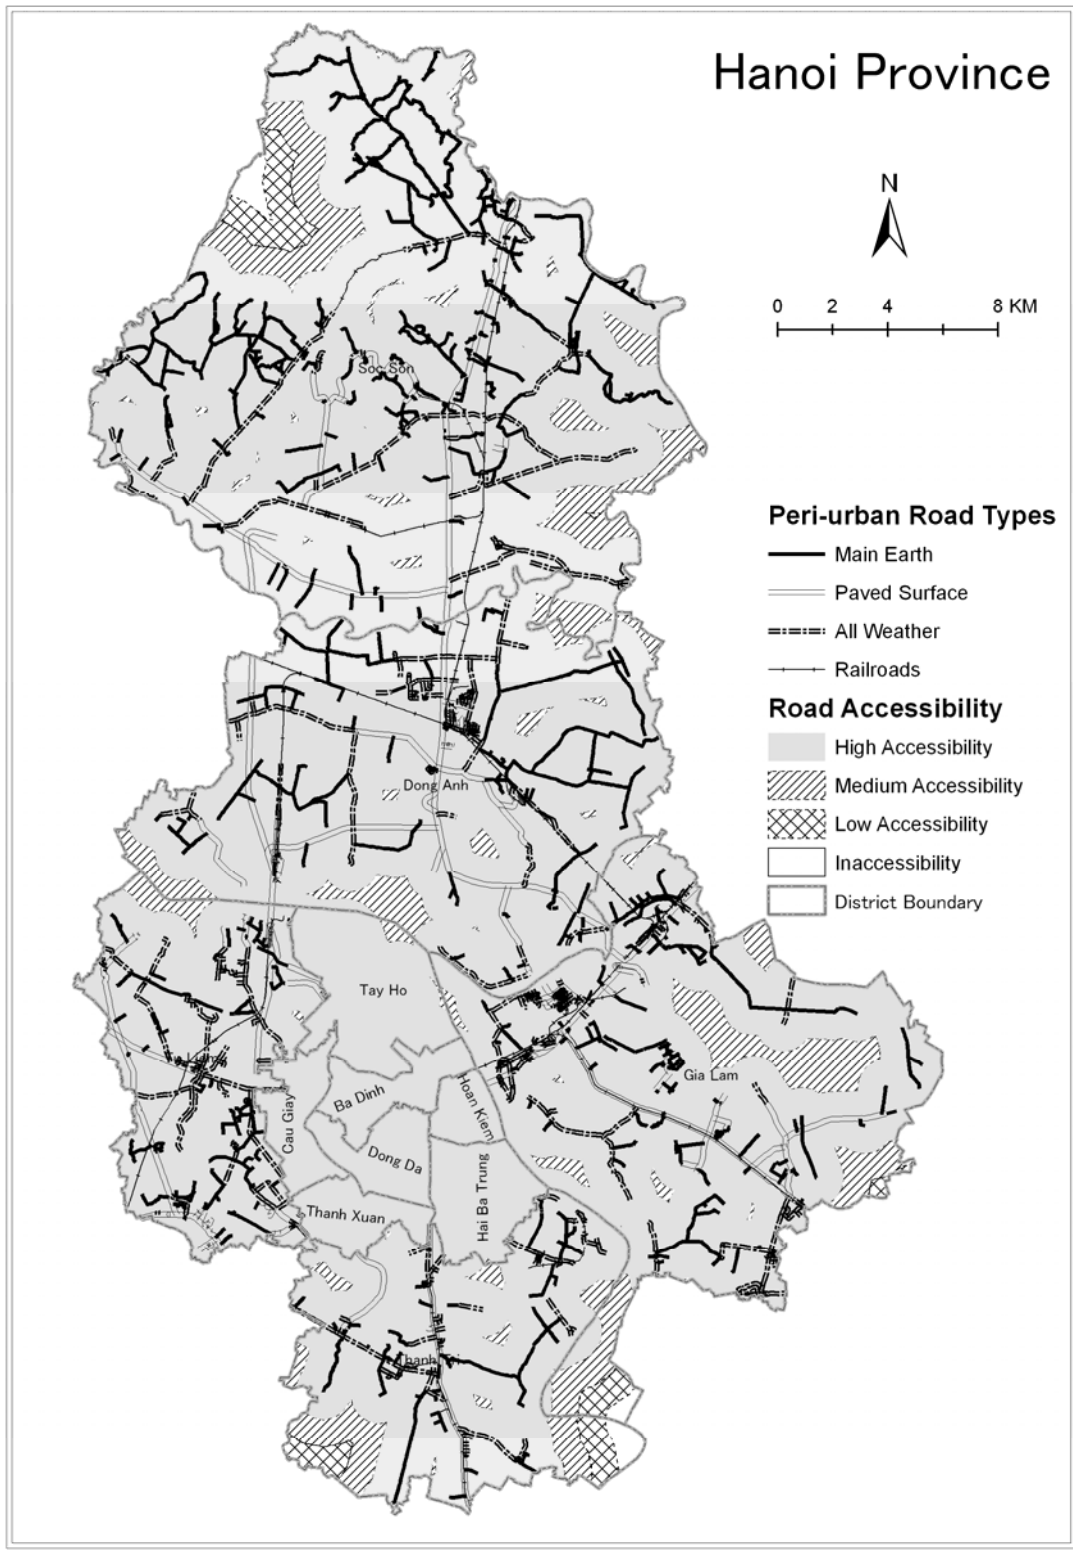 Hanoi Province
N
0 2 4 8 KM
Soc Son
Peri-urban Road Types
Main Earth
Paved Surface
All Weather
Railroads
Road Accessibility
High Accessibility
Medium Accessibility
Low Accessibility
Inaccessibility
District Boundary
Dong Anh
Tay Ho
Gia Lam
Ba Dinh
Hoan Kiem
Cau Giay
Dong Da
Hai Ba Trung
Thanh Xuan
Thanh Tri